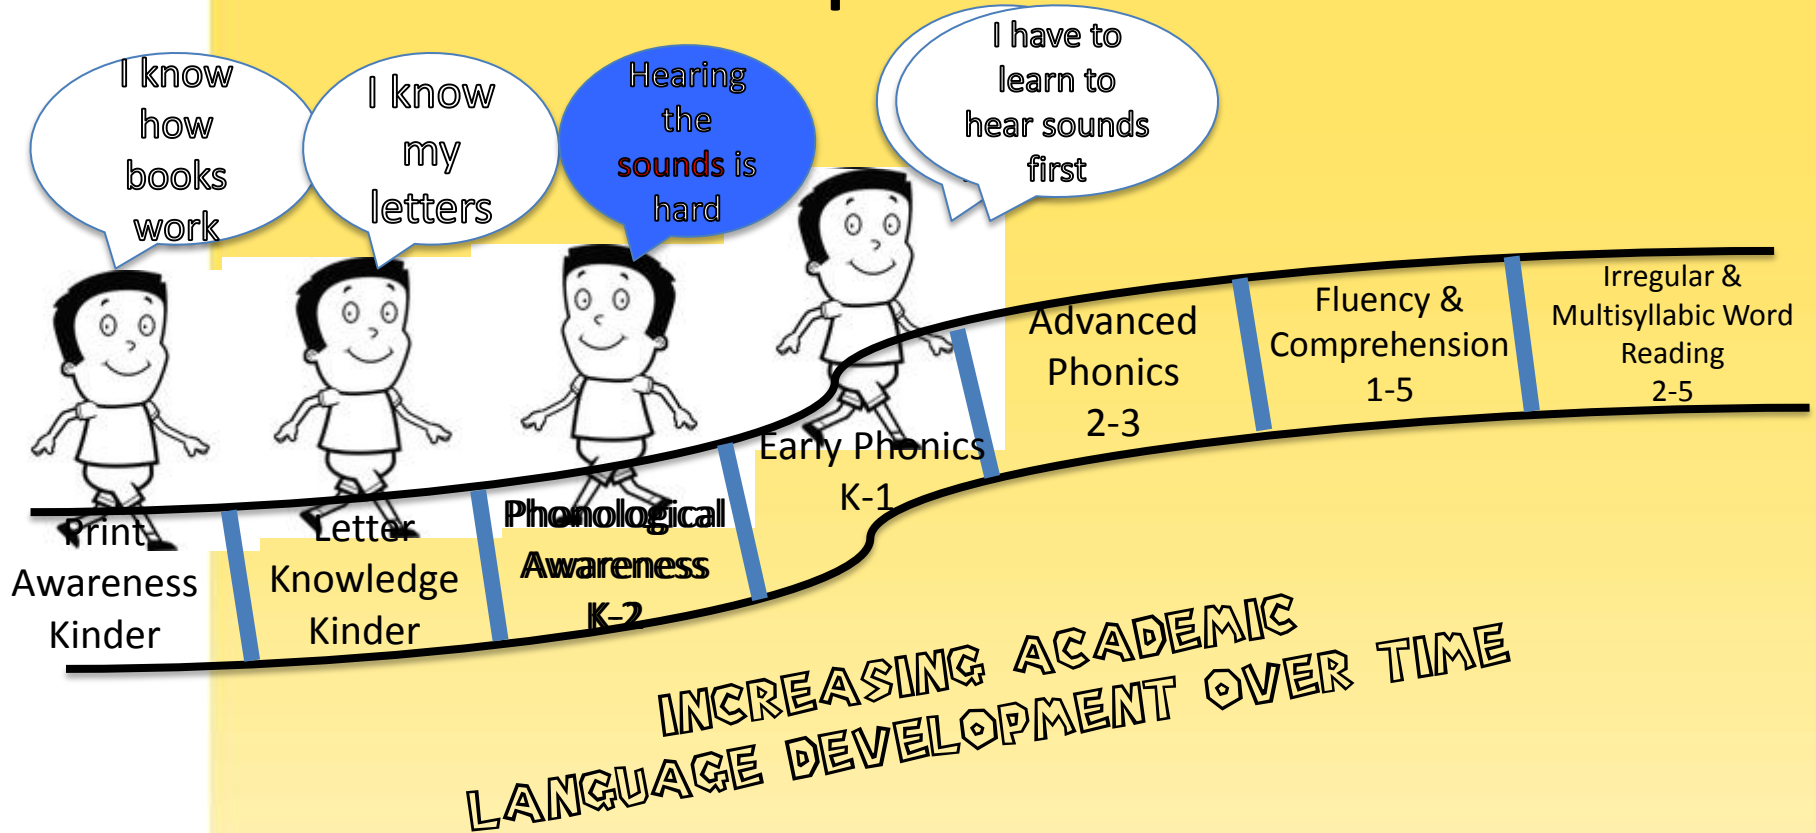 I know
how
books
work
I know
my
letters
Hearing
the
sounds is
hard
I have to
learn to
hear sounds
first
Print
Awareness
Kinder
Letter
Knowledge
Kinder
Phonological
Awareness
K-2
Early Phonics
K-1
Advanced
Phonics
2-3
Fluency &
Comprehension
1-5
Irregular &
Multisyllabic Word
Reading
2-5
INCREASING ACADEMIC
LANGUAGE DEVELOPMENT OVER TIME